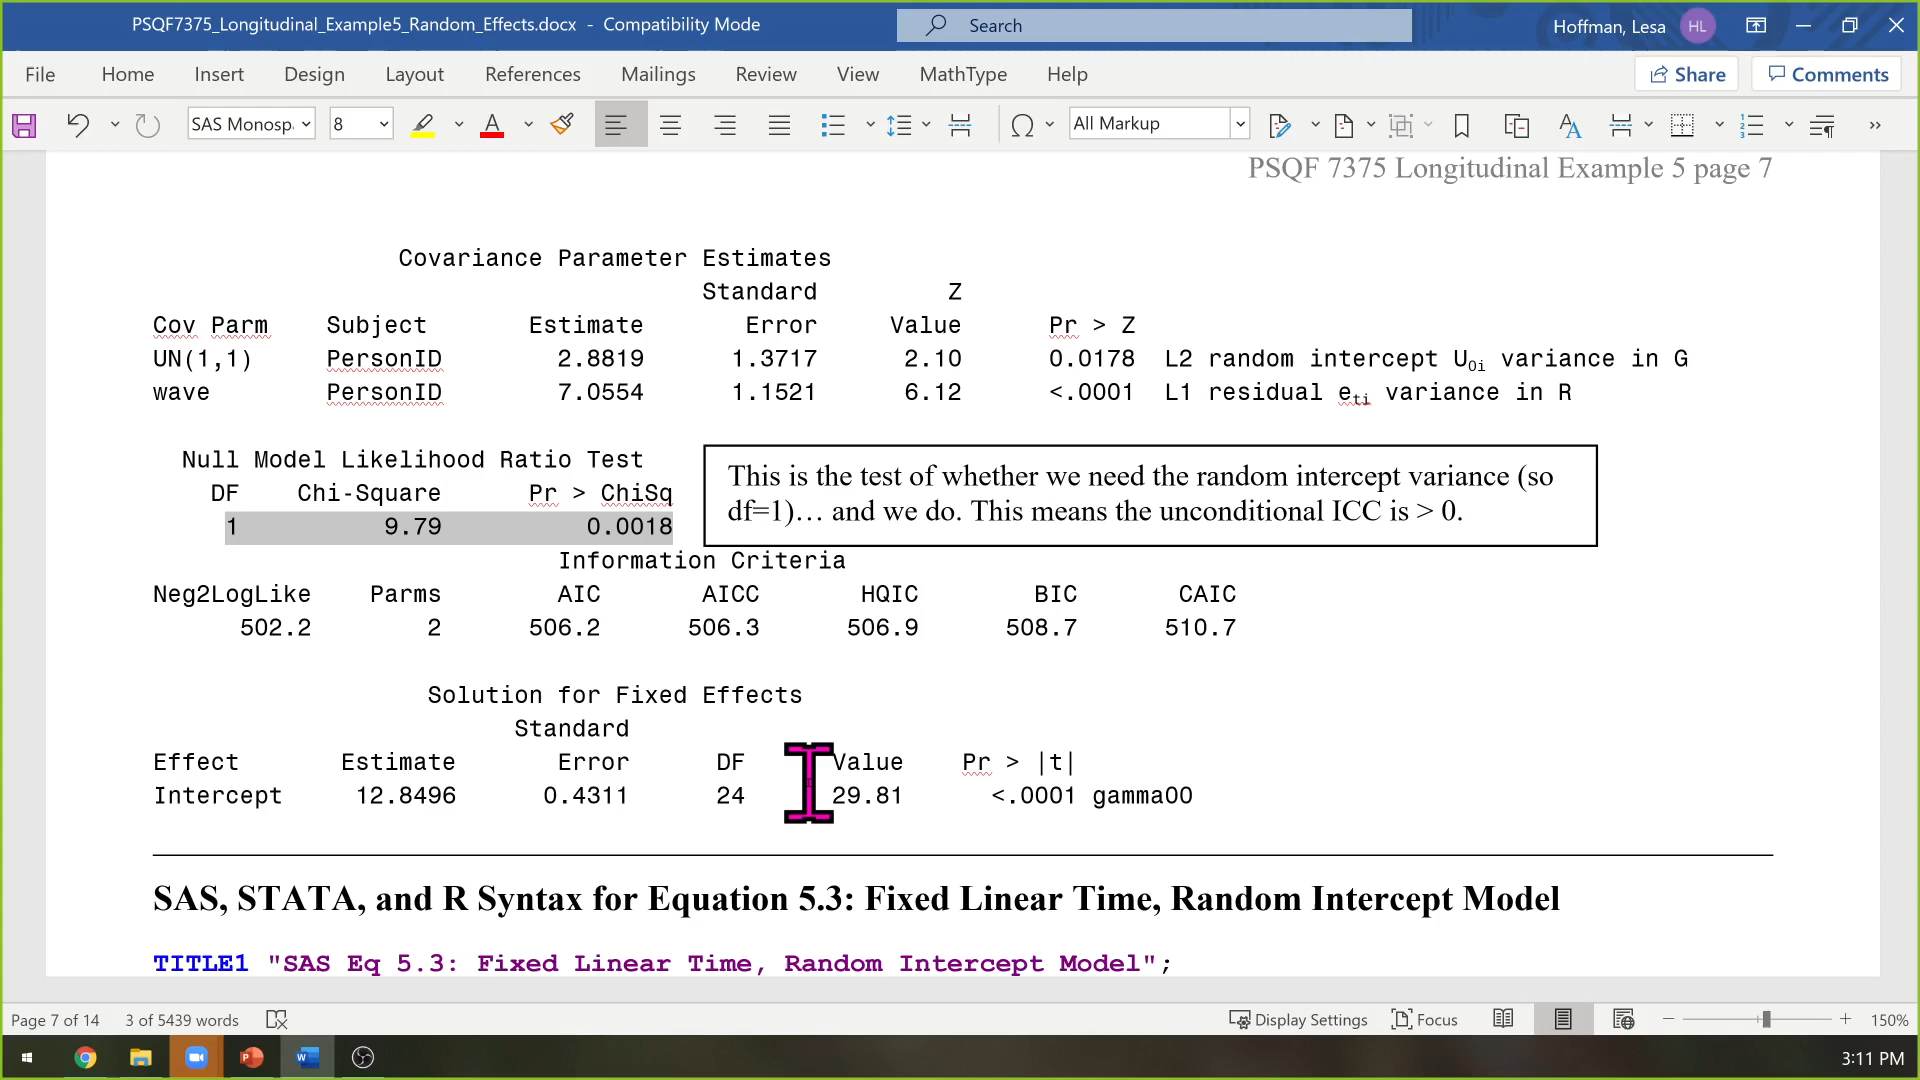 PSQF7375_Longitudinal_Example5_Random_Effects.docx - Compatibility Mode
Search
Hoffman, Lesa
HL
File Home Insert Design Layout References Mailings Review View MathType Help
Share
Comments
SAS Monosp
8
All Markup
PSQF 7375 Longitudinal Example 5 page 7
Covariance Parameter Estimates
Standard Z
Cov Parm Subject Estimate Error Value Pr > Z
UN(1,1) PersonID 2.8819 1.3717 2.10 0.0178 L2 random intercept U0i variance in G
wave PersonID 7.0554 1.1521 6.12 <.0001 L1 residual eti variance in R
Null Model Likelihood Ratio Test
DF Chi-Square Pr > ChiSq
1 9.79 0.0018
This is the test of whether we need the random intercept variance (so
df=1)… and we do. This means the unconditional ICC is > 0.
Information Criteria
Neg2LogLike Parms AIC AICC HQIC BIC CAIC
502.2 2 506.2 506.3 506.9 508.7 510.7
Solution for Fixed Effects
Standard
Effect Estimate Error DF Value Pr > |t|
Intercept 12.8496 0.4311 24 29.81 <.0001 gamma00
SAS, STATA, and R Syntax for Equation 5.3: Fixed Linear Time, Random Intercept Model
TITLE1 "SAS Eq 5.3: Fixed Linear Time, Random Intercept Model";
Page 7 of 14 3 of 5439 words
Display Settings
Focus
150%
3:11 PM